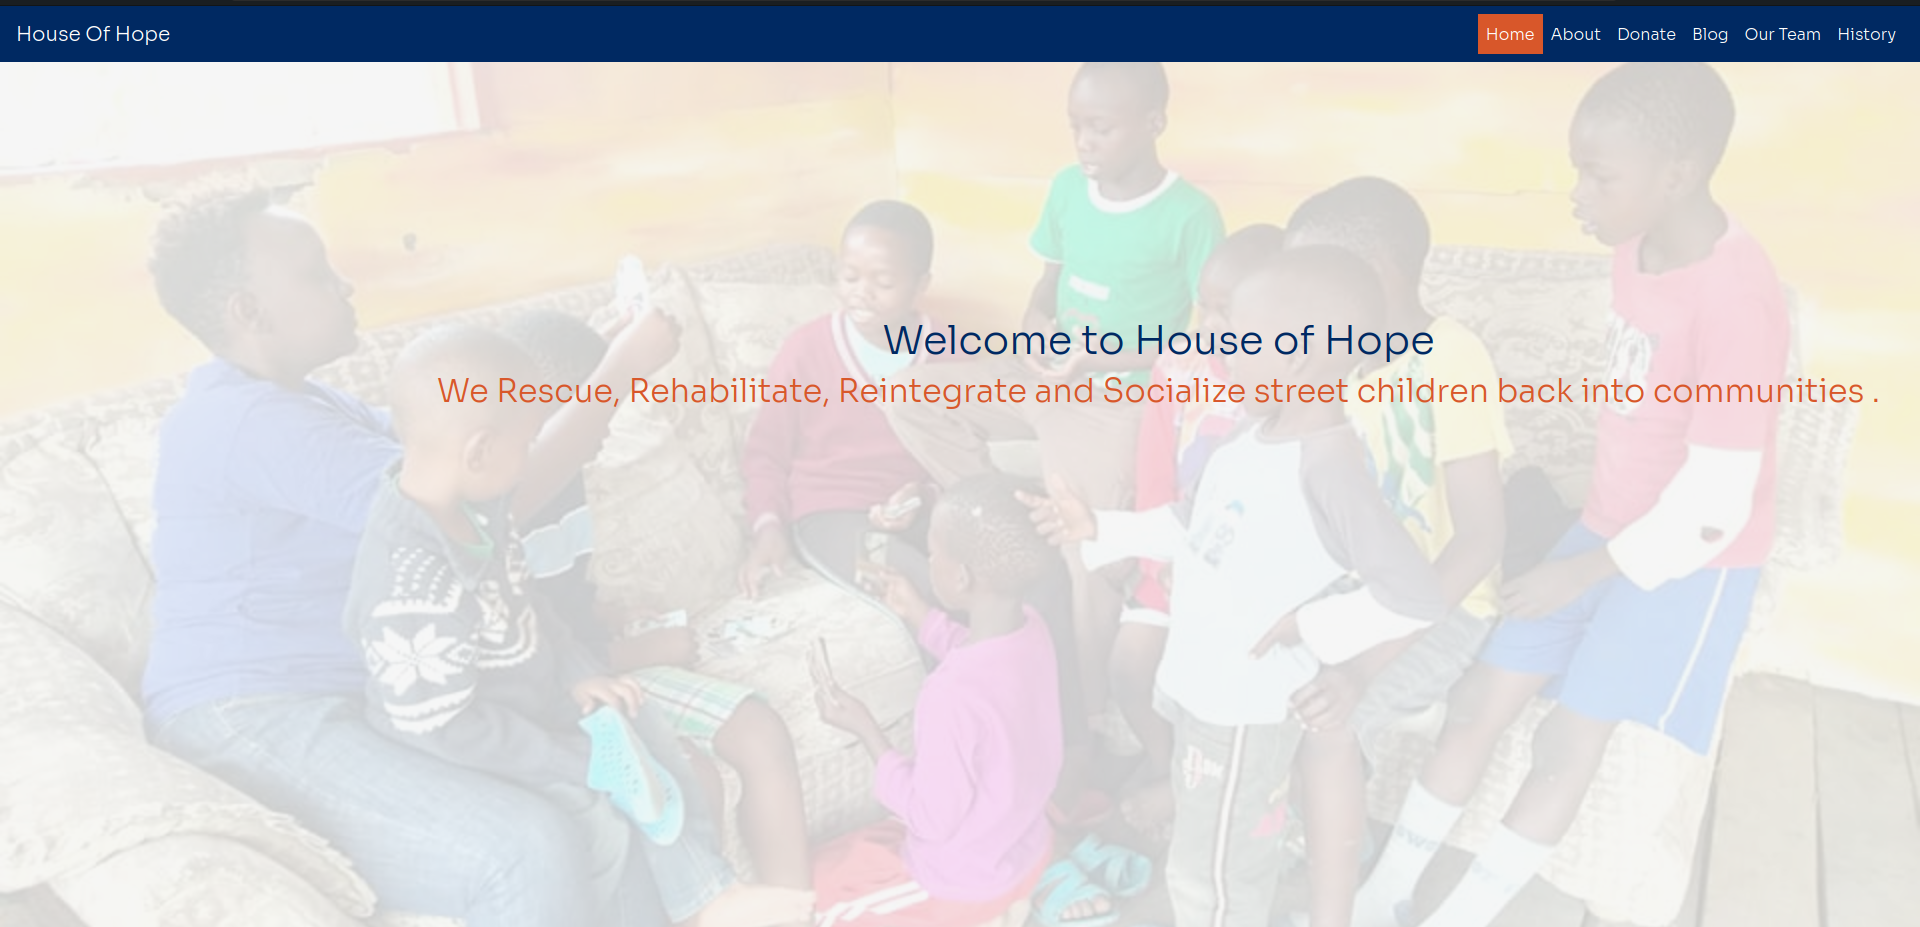 House Of Hope
Home About Donate Blog Our Team History
Welcome to House of Hope
We Rescue, Rehabilitate, Reintegrate and Socialize street children back into communities .